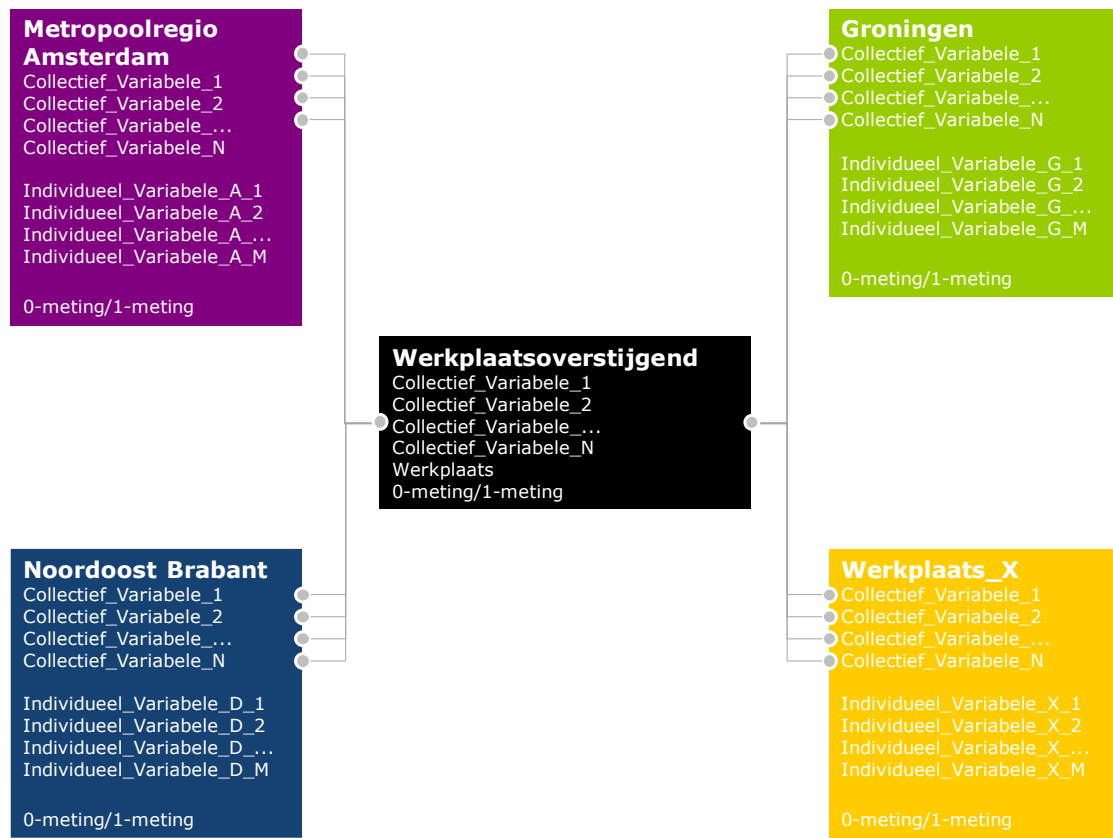 Metropoolregio
Amsterdam
Collectief_Variabele_1
Collectief_Variabele_2
Collectief_Variabele_...
Collectief_Variabele_N
Individueel_Variabele_A_1
Individueel_Variabele_A_2
Individueel_Variabele_A_...
Individueel_Variabele_A_M
0-meting/1-meting
Groningen
Collectief_Variabele_1
Collectief_Variabele_2
Collectief_Variabele_...
Collectief_Variabele_N
Individueel_Variabele_G_1
Individueel_Variabele_G_2
Individueel_Variabele_G_...
Individueel_Variabele_G_M
0-meting/1-meting
Werkplaatsoverstijgend
Collectief_Variabele_1
Collectief_Variabele_2
Collectief_Variabele_...
Collectief_Variabele_N
Werkplaats
0-meting/1-meting
Noordoost Brabant
Collectief_Variabele_1
Collectief_Variabele_2
Collectief_Variabele_...
Collectief_Variabele_N
Individueel_Variabele_D_1
Individueel_Variabele_D_2
Individueel_Variabele_D_...
Individueel_Variabele_D_M
0-meting/1-meting
Werkplaats_X
Collectief_Variabele_1
Collectief_Variabele_2
Collectief_Variabele_...
Collectief_Variabele_N
Individueel_Variabele_X_1
Individueel_Variabele_X_2
Individueel_Variabele_X_...
Individueel_Variabele_X_M
0-meting/1-meting